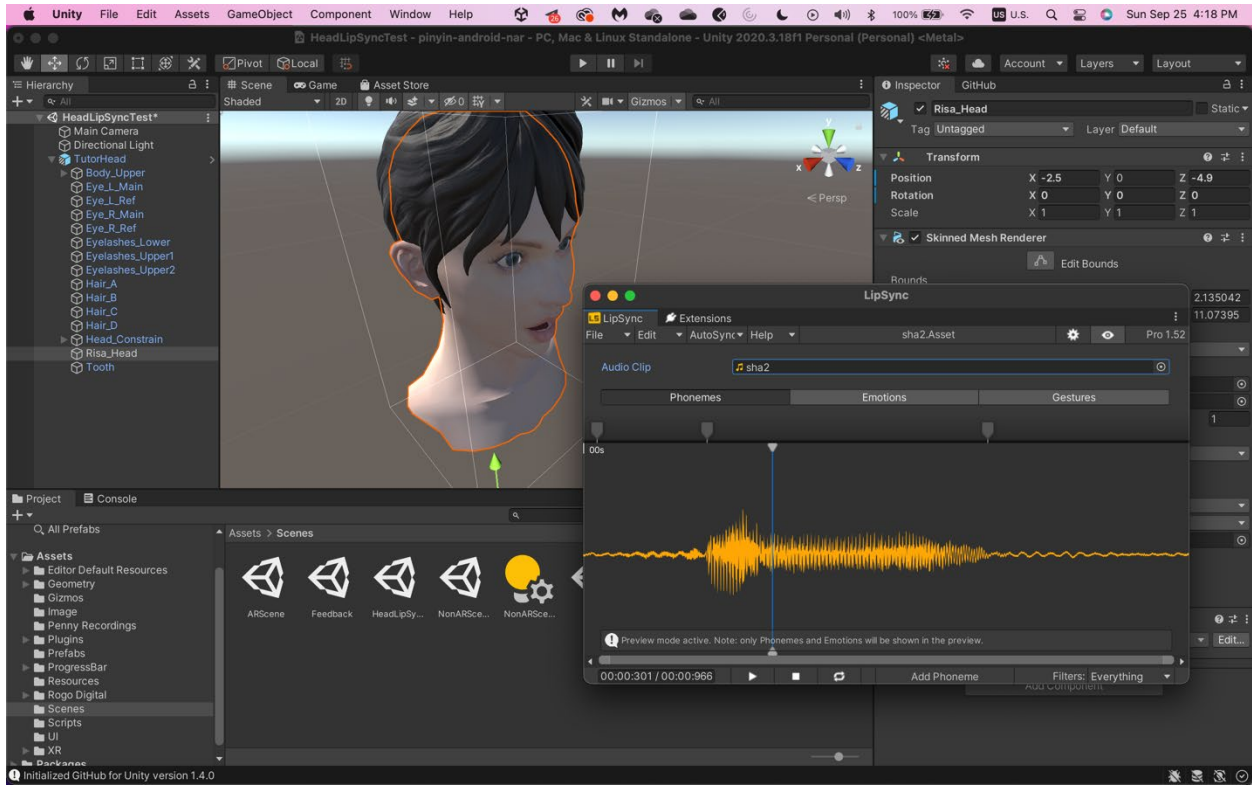 Unity File Edit Assets GameObject Component Window Help 26 100% US U.S. Sun Sep 25 4:18 PM
HeadLipSyncTest - pinyin-android-nar - PC, Mac & Linux Standalone - Unity 2020.3.18f1 Personal (Personal) <Metal>
Pivot Local Account Layers Layout
Hierarchy
All
HeadLipSyncTest*
Main Camera
Directional Light
TutorHead
Body_Upper
Eye_L_Main
Eye_L_Ref
Eye_R_Main
Eye_R_Ref
Eyelashes_Lower
Eyelashes_Upper1
Eyelashes_Upper2
Hair_A
Hair_B
Hair_C
Hair_D
Head_Constrain
Risa_Head
Tooth
Scene Game Asset Store
Shaded 2D 0 Gizmos All
y
x z
Persp
Inspector GitHub
Risa_Head Static
Tag Untagged Layer Default
Transform
Position X -2.5 Y 0 Z -4.9
Rotation X 0 Y 0 Z 0
Scale X 1 Y 1 Z 1
Skinned Mesh Renderer
Edit Bounds
Bounds
2.135042
11.07395
1
Edit...
Add Component
LipSync
LS LipSync Extensions
File Edit AutoSync Help sha2.Asset Pro 1.52
Audio Clip sha2
Phonemes Emotions Gestures
00s
Preview mode active. Note: only Phonemes and Emotions will be shown in the preview.
00:00:301 / 00:00:966 Add Phoneme Filters: Everything
Project Console
All Prefabs
Assets
Editor Default Resources
Geometry
Gizmos
Image
Penny Recordings
Plugins
Prefabs
ProgressBar
Resources
Rogo Digital
Scenes
Scripts
UI
XR
Packages
Assets > Scenes
ARScene Feedback HeadLipSy... NonARSce... NonARSce...
Initialized GitHub for Unity version 1.4.0